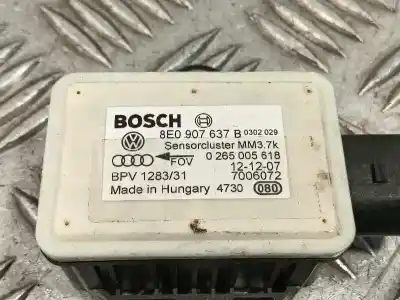 BOSCH
8E0 907 637 B 0302 029
Sensorcluster MM3.7k
FOV 0 265 005 618
12-12-07
BPV 1283/31 7006072
Made in Hungary 4730 080